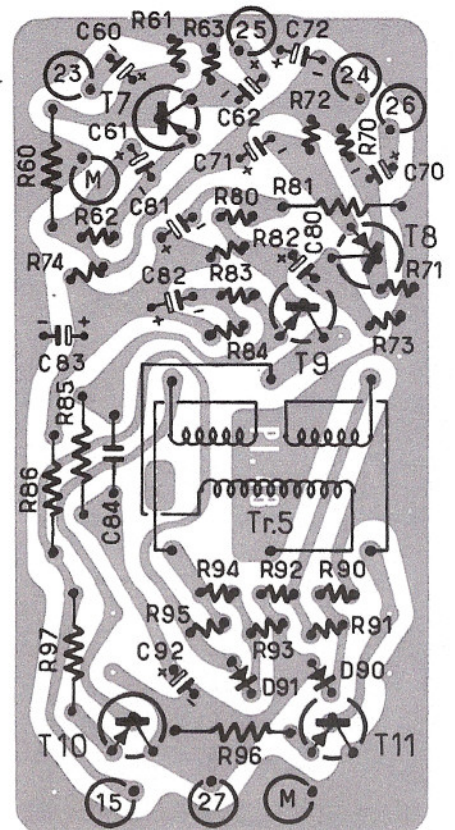 R61 R63 25 C72
C60
23 24
T7 R72 26
C62
C61 R70
R60 C71 C70
M R81
R62 C81 R80
R82 C80 T8
R74 R83 R71
C82
R84 R73
C83 T9
R85
R86
C84 Tr.5
R94 R92 R90
R95 R91
R97 C92 R93
D91 D90
T10 R96 T11
15 27 M